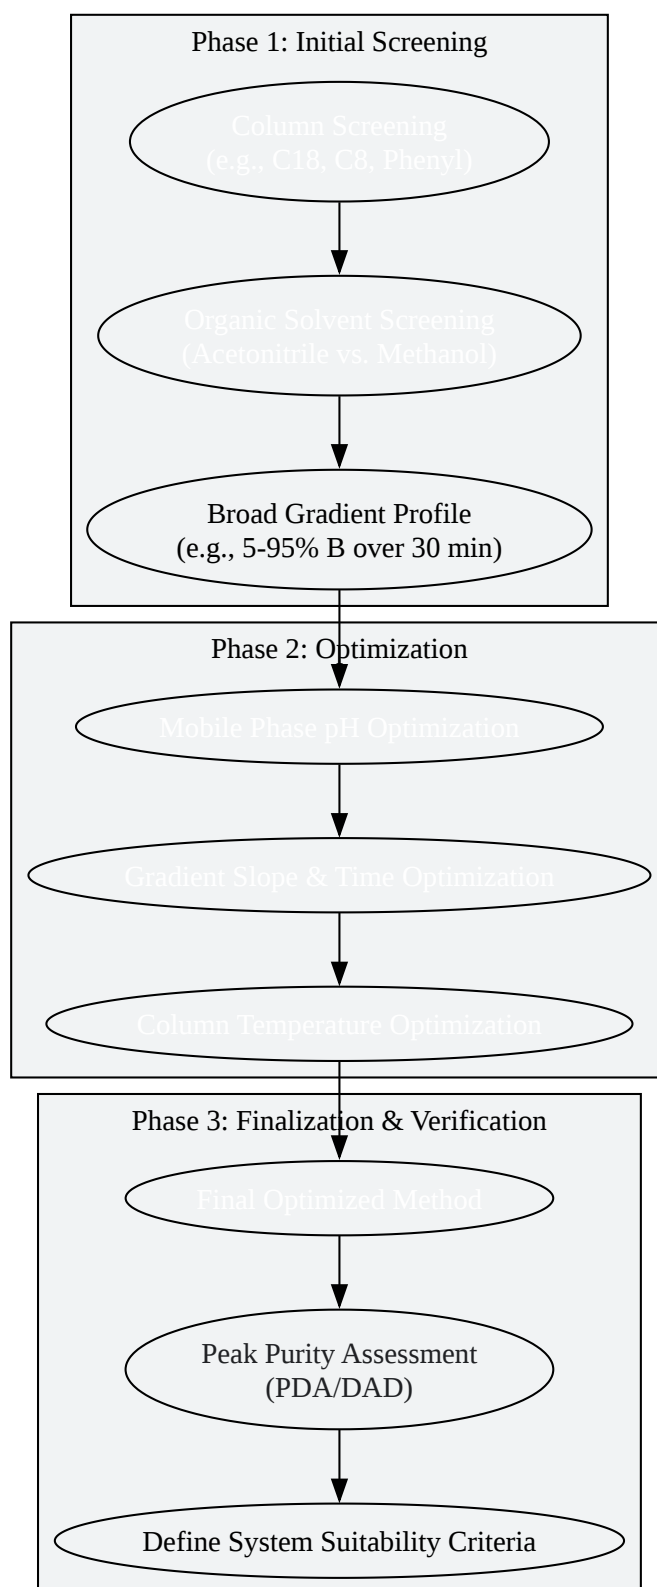 Phase 1: Initial Screening
Column Screening
(e.g., C18, C8, Phenyl)
Organic Solvent Screening
(Acetonitrile vs. Methanol)
Broad Gradient Profile
(e.g., 5-95% B over 30 min)
Phase 2: Optimization
Mobile Phase pH Optimization
Gradient Slope & Time Optimization
Column Temperature Optimization
Phase 3: Finalization & Verification
Final Optimized Method
Peak Purity Assessment
(PDA/DAD)
Define System Suitability Criteria